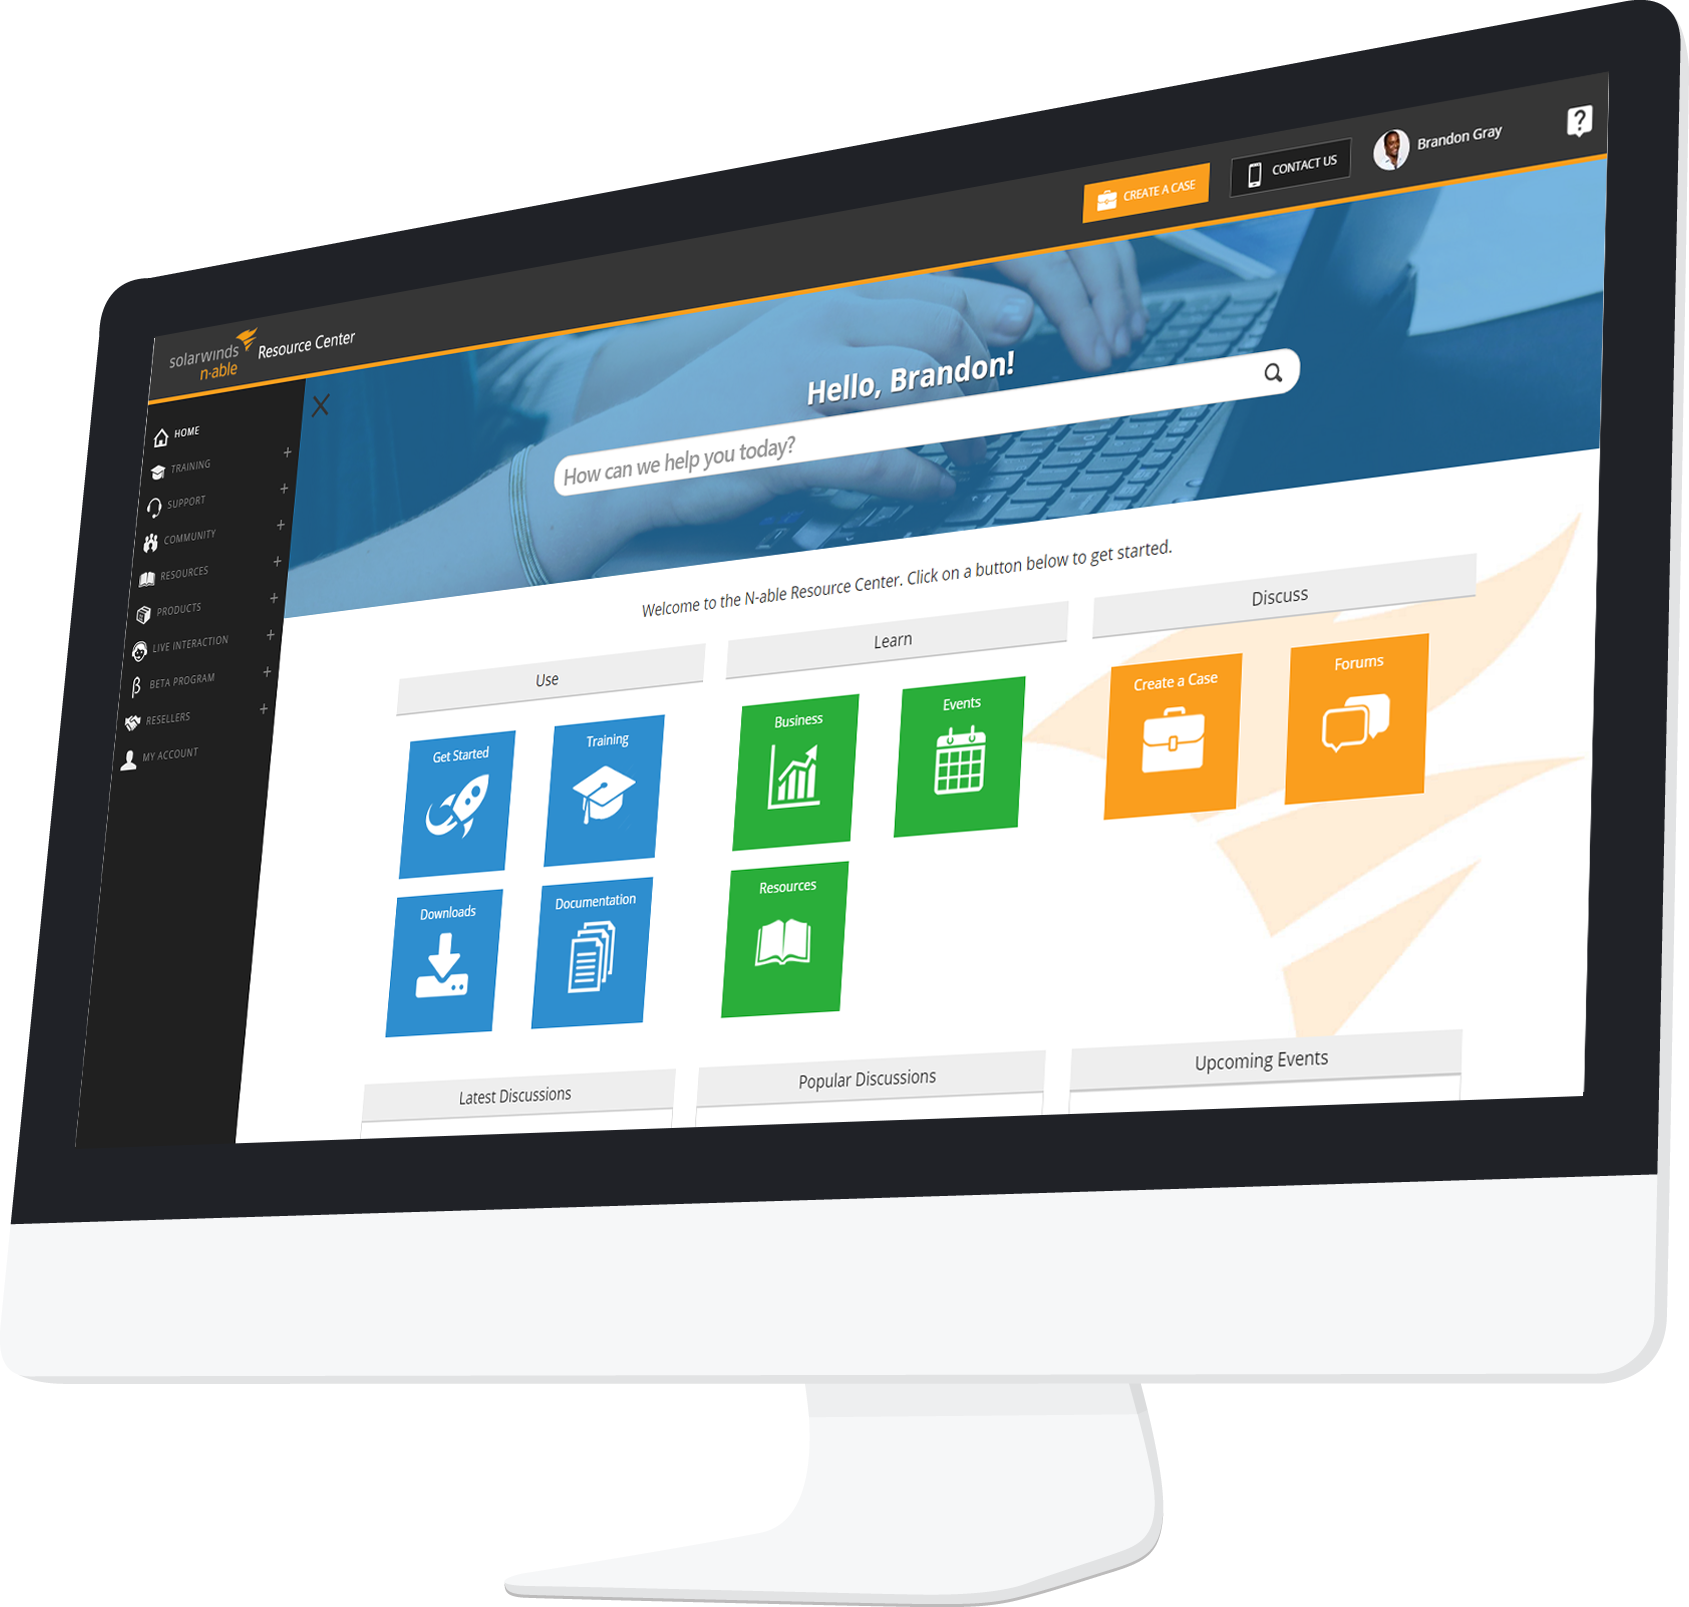 CREATE A CASE
CONTACT US
Brandon Gray
?
solarwinds
n-able
Resource Center
X
HOME
TRAINING +
SUPPORT +
COMMUNITY +
RESOURCES +
PRODUCTS +
LIVE INTERACTION +
β BETA PROGRAM +
RESELLERS +
MY ACCOUNT
Hello, Brandon!
How can we help you today?
Welcome to the N-able Resource Center. Click on a button below to get started.
Use
Learn
Discuss
Get Started
Training
Business
Events
Create a Case
Forums
Downloads
Documentation
Resources
Latest Discussions
Popular Discussions
Upcoming Events